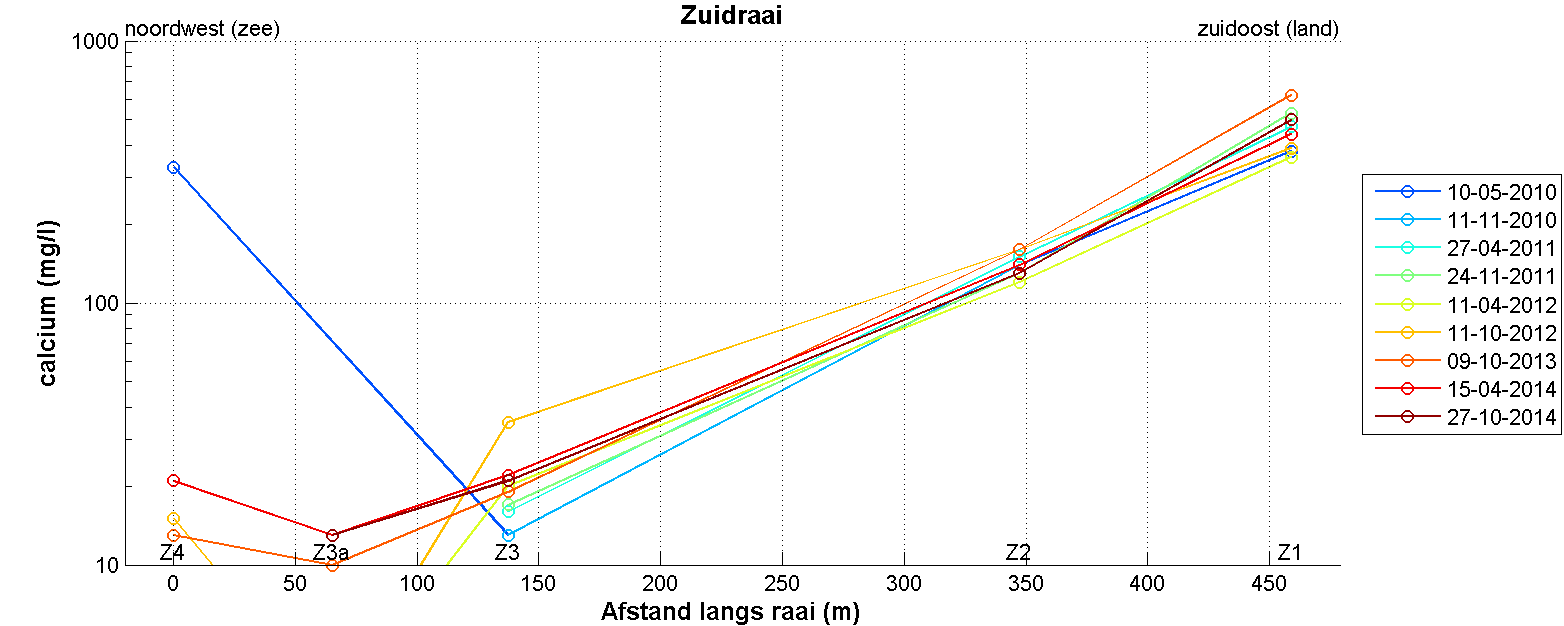 Zuidraai
noordwest (zee)
zuidoost (land)
1000
100
10
calcium (mg/l)
Z4
Z3a
Z3
Z2
Z1
0
50
100
150
200
250
300
350
400
450
Afstand langs raai (m)
10-05-2010
11-11-2010
27-04-2011
24-11-2011
11-04-2012
11-10-2012
09-10-2013
15-04-2014
27-10-2014